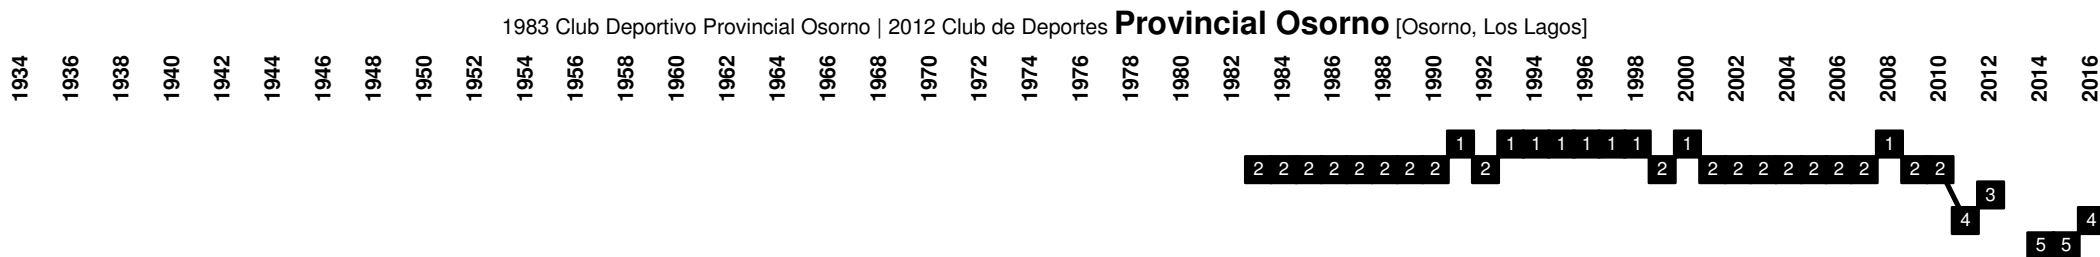 1983 Club Deportivo Provincial Osorno | 2012 Club de Deportes Provincial Osorno [Osorno, Los Lagos]
1934 1936 1938 1940 1942 1944 1946 1948 1950 1952 1954 1956 1958 1960 1962 1964 1966 1968 1970 1972 1974 1976 1978 1980 1982 1984 1986 1988 1990 1992 1994 1996 1998 2000 2002 2004 2006 2008 2010 2012 2014 2016
1 1 1 1 1 1 1 1 1
2 2 2 2 2 2 2 2 2 2 2 2 2 2 2 2 2 2 2
3
4 4
5 5